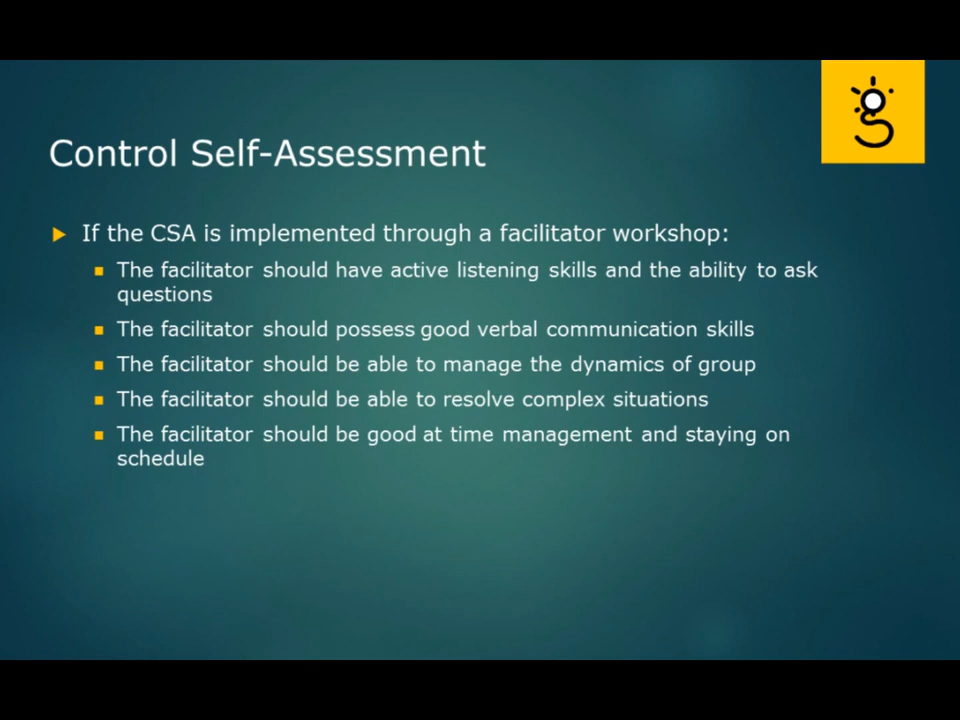 Control Self-Assessment
If the CSA is implemented through a facilitator workshop:
The facilitator should have active listening skills and the ability to ask
questions
The facilitator should possess good verbal communication skills
The facilitator should be able to manage the dynamics of group
The facilitator should be able to resolve complex situations
The facilitator should be good at time management and staying on
schedule